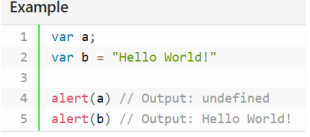 Example
1 var a;
2 var b = "Hello World!"
3
4 alert(a) // Output: undefined
5 alert(b) // Output: Hello World!